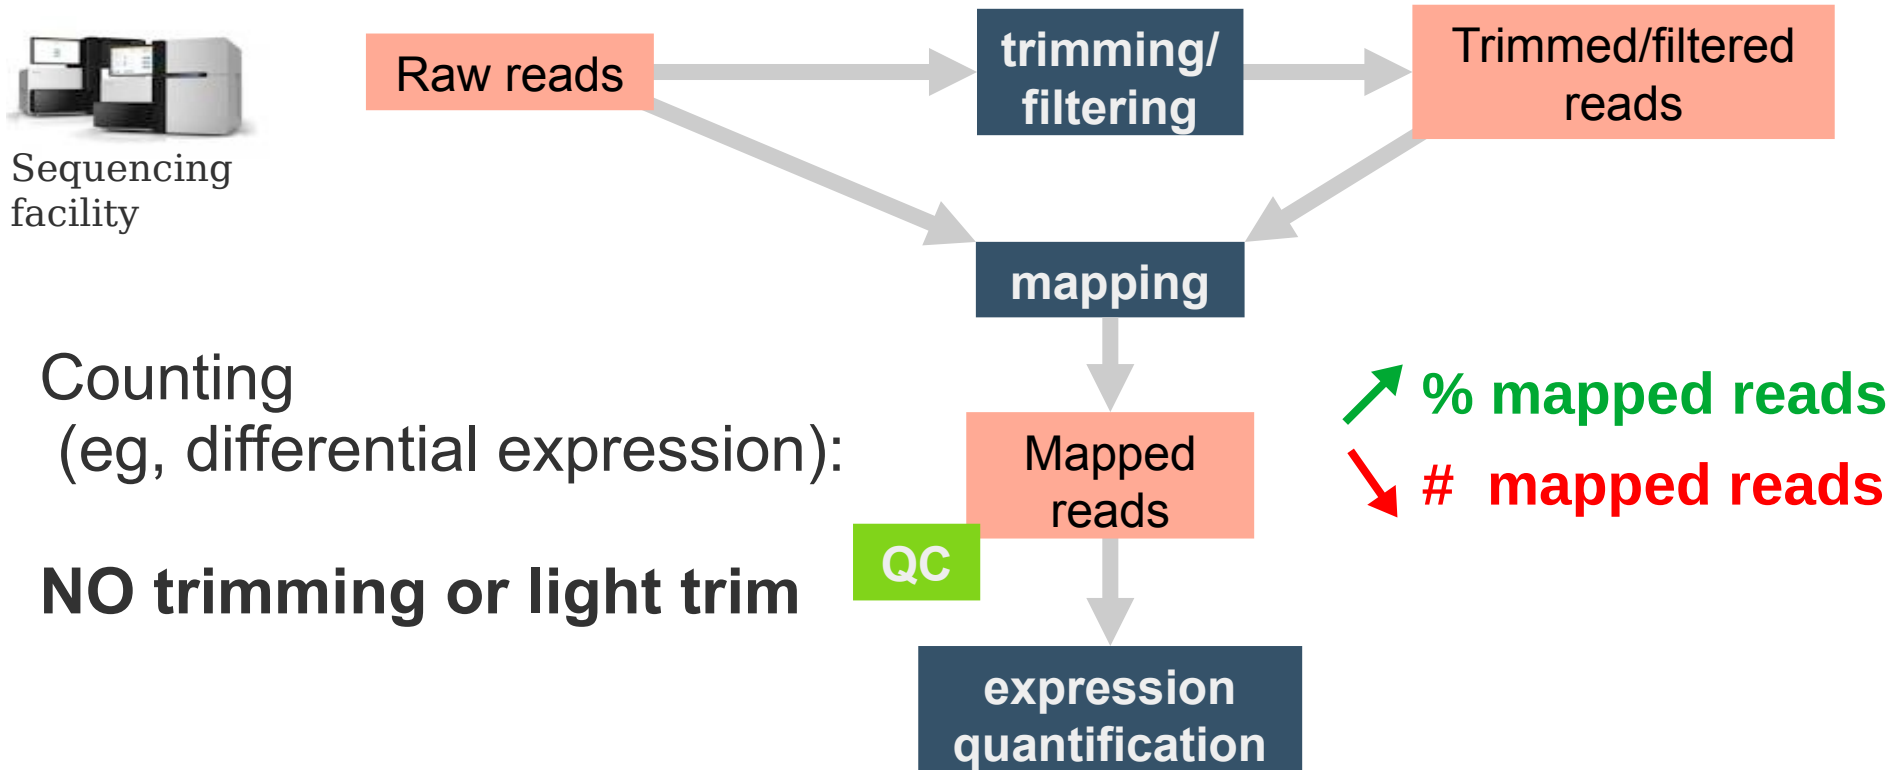 Sequencing
facility
Raw reads
trimming/
filtering
Trimmed/filtered
reads
mapping
Counting
(eg, differential expression):
NO trimming or light trim
Mapped
reads
QC
% mapped reads
# mapped reads
expression
quantification